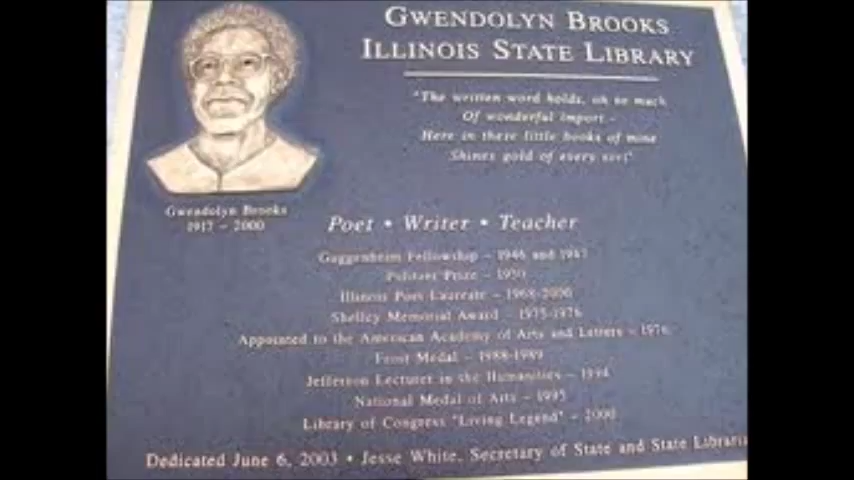 GWENDOLYN BROOKS
ILLINOIS STATE LIBRARY
"The written word holds, oh so much
Of wonderful import -
Here in these little books of mine
Shines gold of every sort"
Gwendolyn Brooks
1917 - 2000
Poet • Writer • Teacher
Guggenheim Fellowship - 1946 and 1947
Pulitzer Prize - 1950
Illinois Poet Laureate - 1968-2000
Shelley Memorial Award - 1975-1976
Appointed to the American Academy of Arts and Letters - 1976
Frost Medal - 1988-1989
Jefferson Lecturer in the Humanities - 1994
National Medal of Arts - 1995
Library of Congress "Living Legend" - 2000
Dedicated June 6, 2003 • Jesse White, Secretary of State and State Libraria